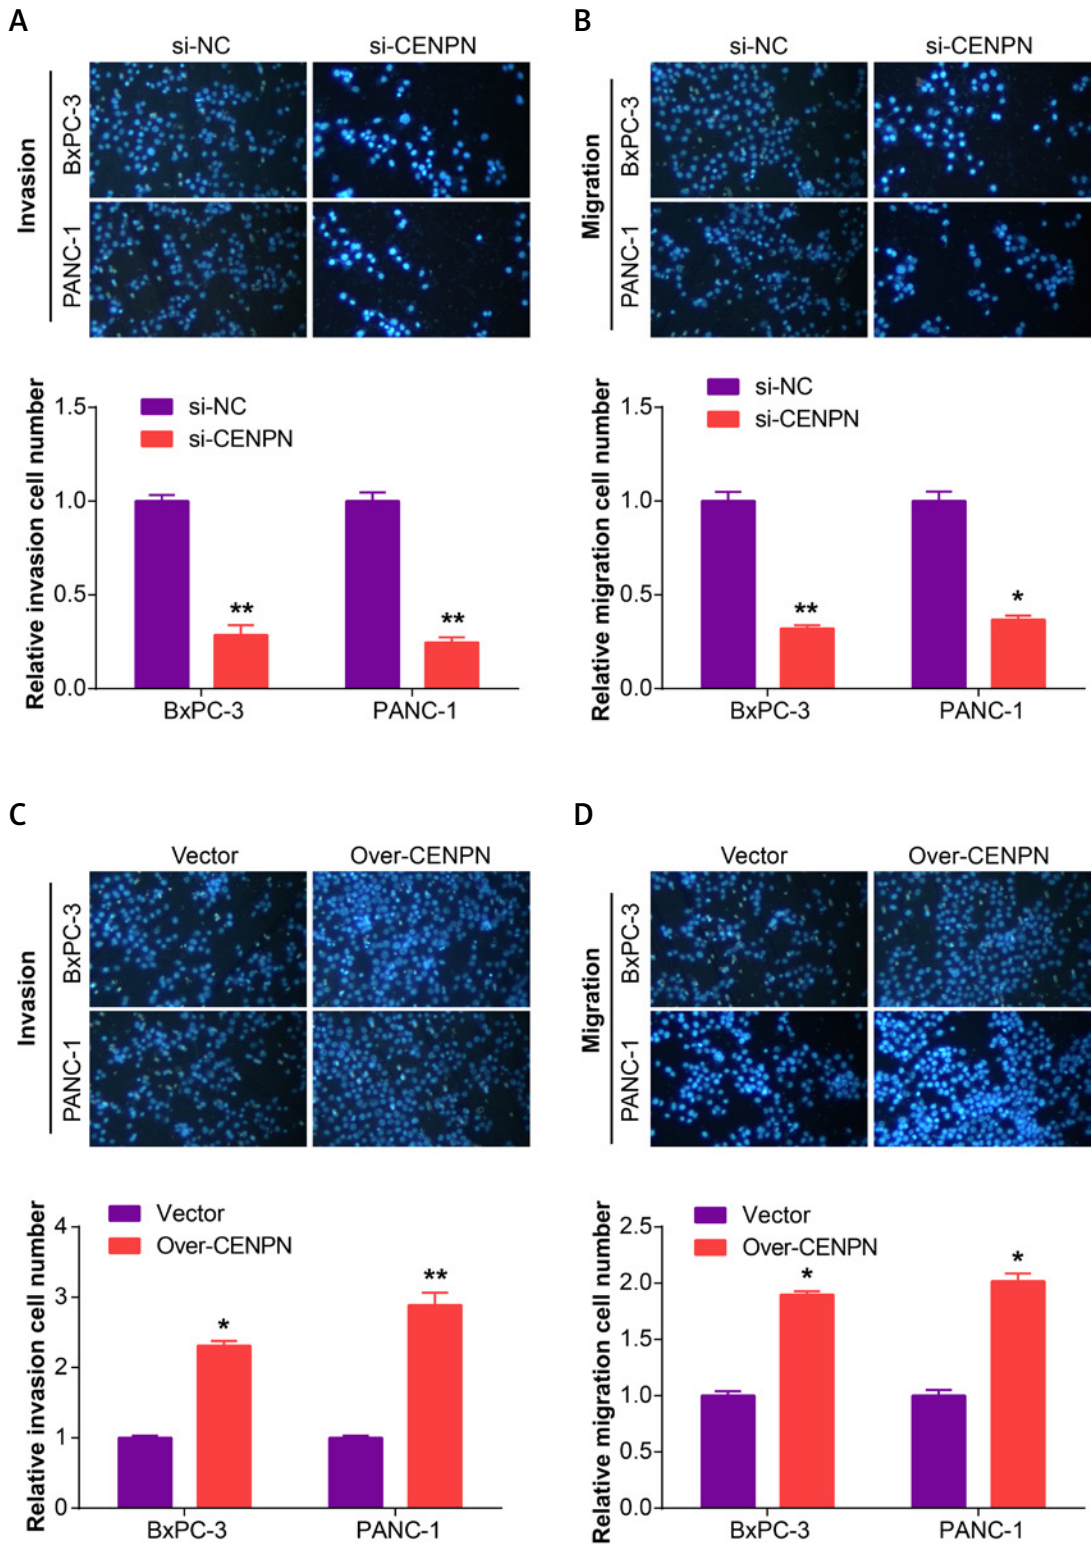 A
si-NC si-CENPN
Invasion
BxPC-3
PANC-1
Relative invasion cell number
1.5
1.0
0.5
0.0
si-NC
si-CENPN
**
**
BxPC-3 PANC-1
B
si-NC si-CENPN
Migration
BxPC-3
PANC-1
Relative migration cell number
1.5
1.0
0.5
0.0
si-NC
si-CENPN
**
*
BxPC-3 PANC-1
C
Vector Over-CENPN
Invasion
BxPC-3
PANC-1
Relative invasion cell number
4
3
2
1
0
Vector
Over-CENPN
*
**
BxPC-3 PANC-1
D
Vector Over-CENPN
Migration
BxPC-3
PANC-1
Relative migration cell number
2.5
2.0
1.5
1.0
0.5
0.0
Vector
Over-CENPN
*
*
BxPC-3 PANC-1